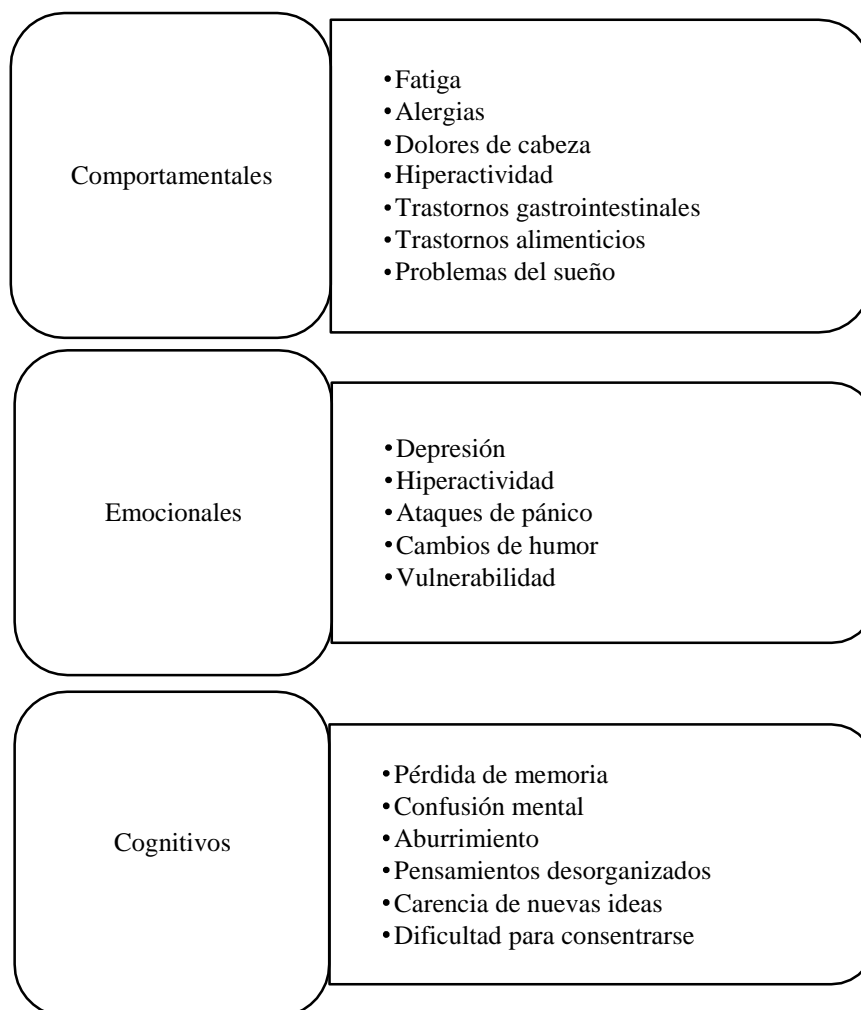 Comportamentales
•Fatiga
•Alergias
•Dolores de cabeza
•Hiperactividad
•Trastornos gastrointestinales
•Trastornos alimenticios
•Problemas del sueño
Emocionales
•Depresión
•Hiperactividad
•Ataques de pánico
•Cambios de humor
•Vulnerabilidad
Cognitivos
•Pérdida de memoria
•Confusión mental
•Aburrimiento
•Pensamientos desorganizados
•Carencia de nuevas ideas
•Dificultad para consentrarse